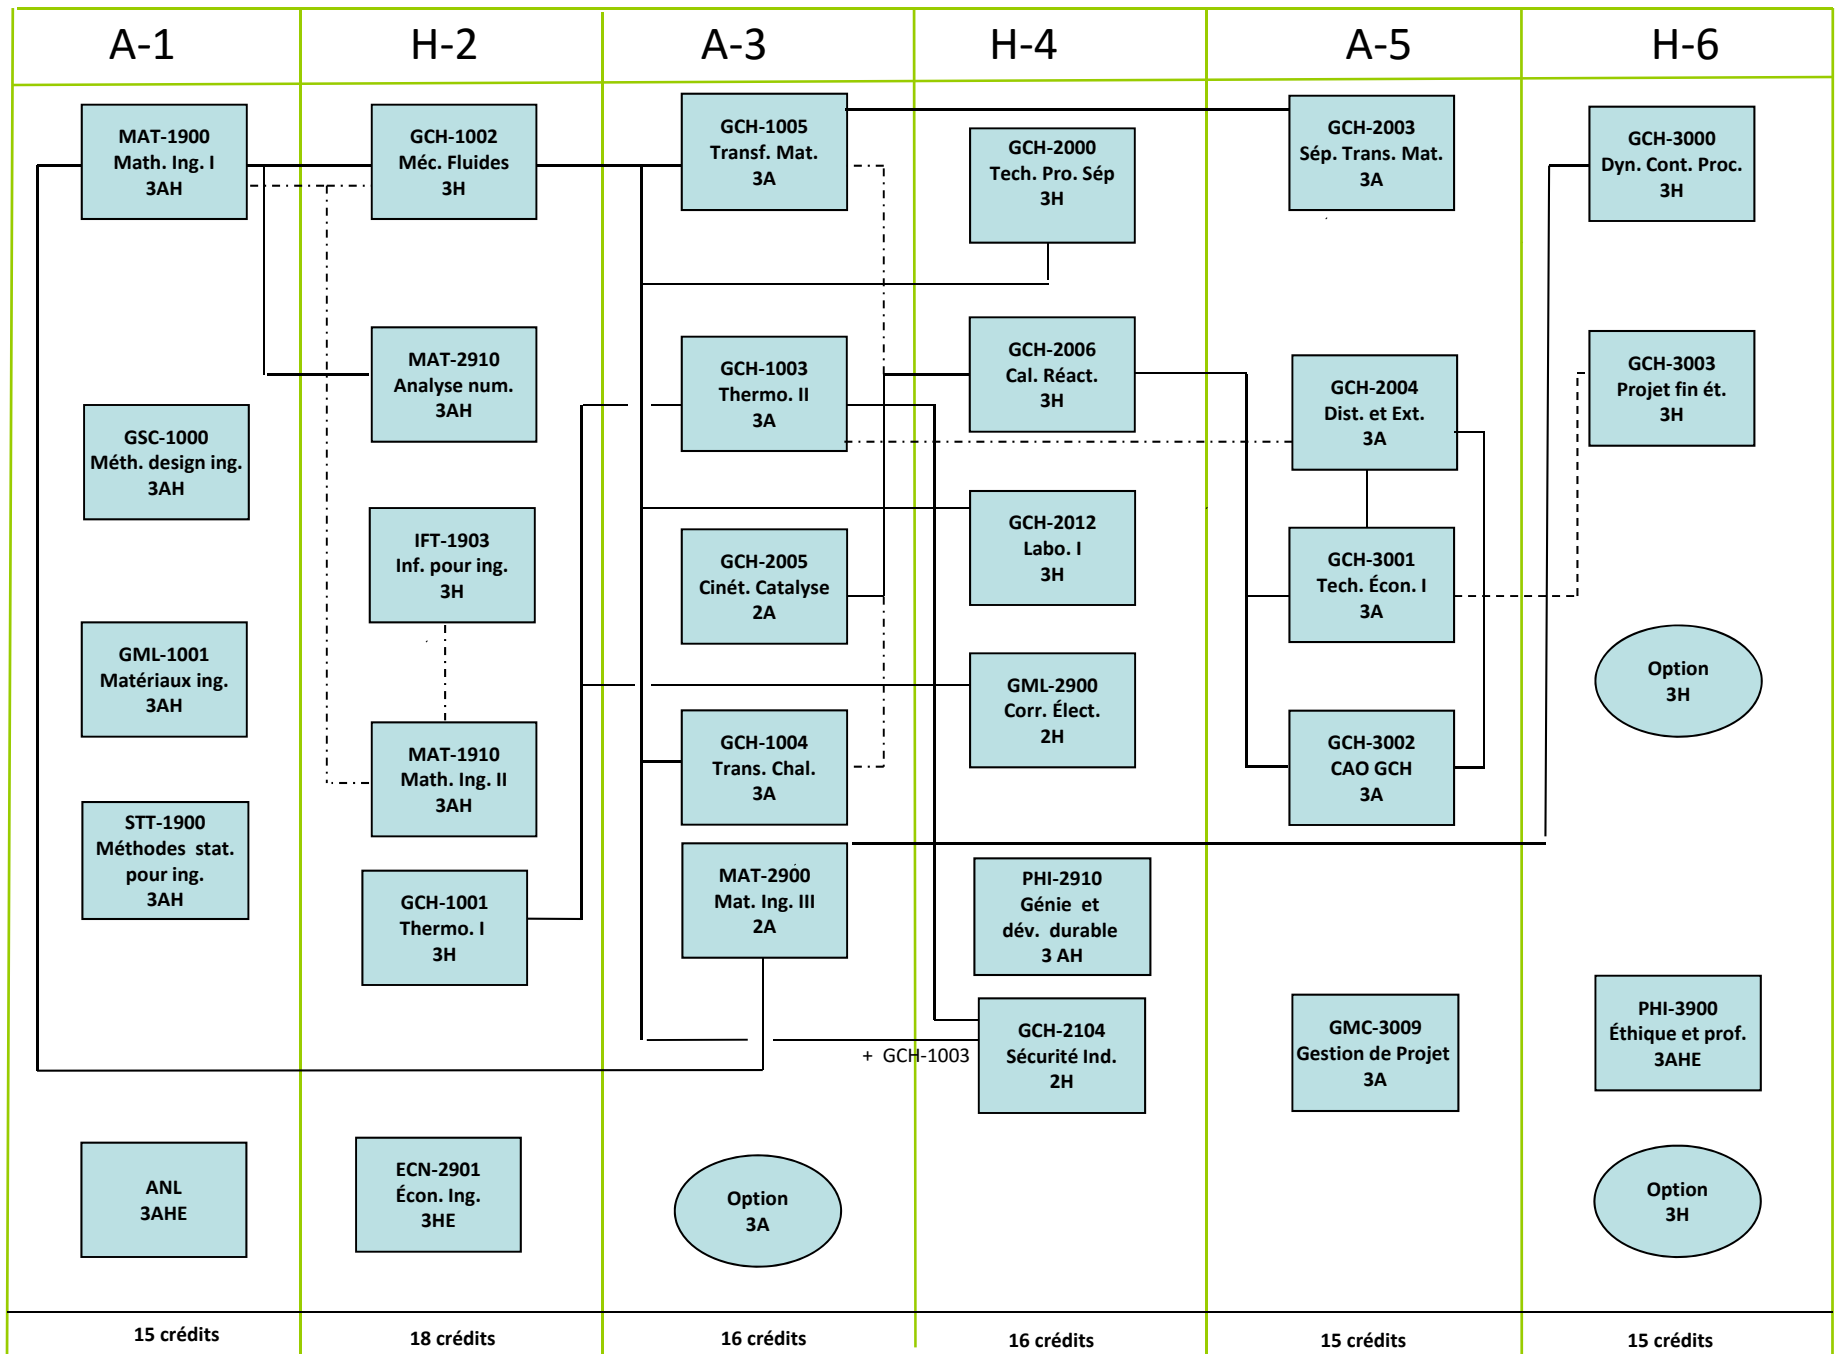 A-1
H-2
A-3
H-4
A-5
H-6
MAT-1900
Math. Ing. I
3AH
GSC-1000
Méth. design ing.
3AH
GML-1001
Matériaux ing.
3AH
STT-1900
Méthodes stat.
pour ing.
3AH
ANL
3AHE
15 crédits
GCH-1002
Méc. Fluides
3H
MAT-2910
Analyse num.
3AH
IFT-1903
Inf. pour ing.
3H
MAT-1910
Math. Ing. II
3AH
GCH-1001
Thermo. I
3H
ECN-2901
Écon. Ing.
3HE
18 crédits
GCH-1005
Transf. Mat.
3A
GCH-1003
Thermo. II
3A
GCH-2005
Cinét. Catalyse
2A
GCH-1004
Trans. Chal.
3A
MAT-2900
Mat. Ing. III
2A
Option
3A
16 crédits
GCH-2000
Tech. Pro. Sép
3H
GCH-2006
Cal. Réact.
3H
GCH-2012
Labo. I
3H
GML-2900
Corr. Élect.
2H
PHI-2910
Génie et
dév. durable
3 AH
+ GCH-1003
GCH-2104
Sécurité Ind.
2H
16 crédits
GCH-2003
Sép. Trans. Mat.
3A
GCH-2004
Dist. et Ext.
3A
GCH-3001
Tech. Écon. I
3A
GCH-3002
CAO GCH
3A
GMC-3009
Gestion de Projet
3A
15 crédits
GCH-3000
Dyn. Cont. Proc.
3H
GCH-3003
Projet fin ét.
3H
Option
3H
PHI-3900
Éthique et prof.
3AHE
Option
3H
15 crédits